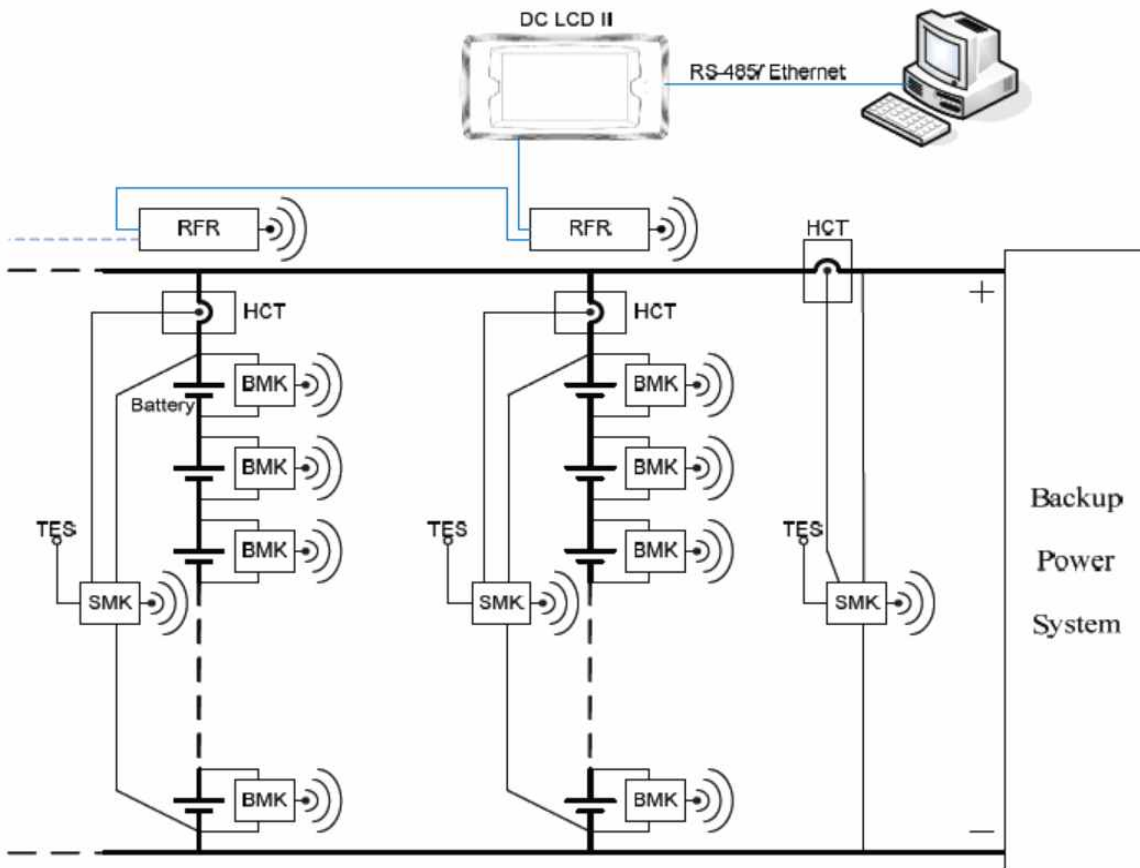 DC LCD II
RS-485/ Ethernet
RFR
RFR
HCT
+
HCT
HCT
BMK
BMK
Battery
BMK
BMK
Backup
TES
BMK
TES
BMK
TES
Power
SMK
SMK
SMK
System
BMK
BMK
—